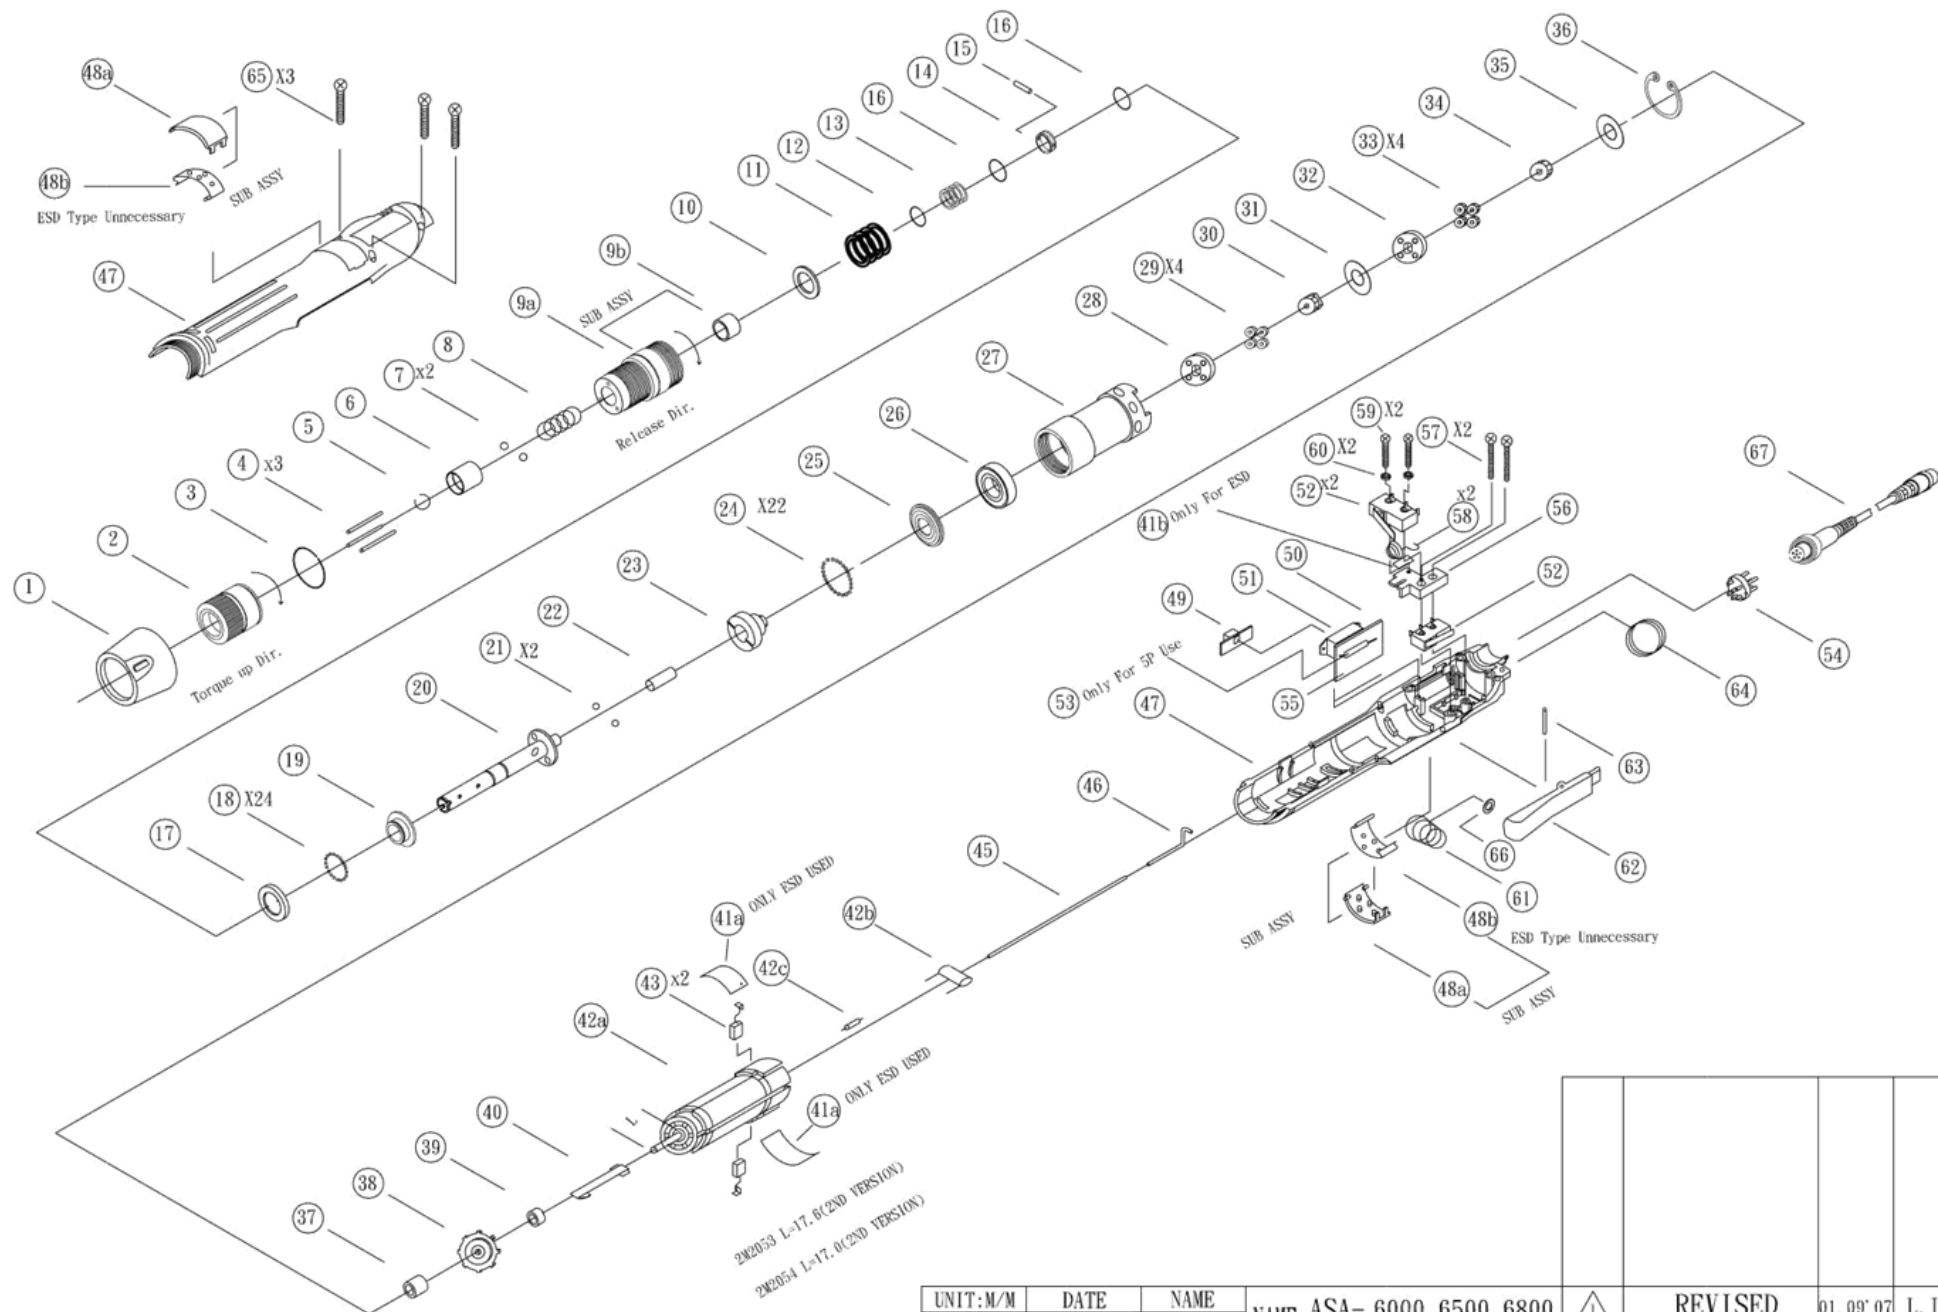 16
36
15
35
14
48a
65 X3
16
34
13
33 X4
12
32
11
48b
SUB ASSY
10
31
ESD Type Unnecessary
30
9b
29 X4
47
9a
SUB ASSY
28
8
27
7 x2
59 X2
6
57 X2
26
60 X2
67
Relcase Dir.
5
25
4 x3
52 x2
x2
58
56
3
24 X22
41b Only For ESD
2
50
23
51
52
1
22
49
21 X2
54
Torque up Dir.
20
53 Only For 5P Use
47
55
64
19
63
18 X24
46
17
45
66
62
61
41a ONLY ESD USED
42b
48b
SUB ASSY
ESD Type Unnecessary
43 x2
42c
48a
42a
SUB ASSY
40
L
41a ONLY ESD USED
39
38
37
2M2053 L=17.6(2ND VERSION)
2M2054 L=17.0(2ND VERSION)
UNIT:M/M DATE NAME
NAME ASA- 6000 6500 6800
REVISED
01.09'07